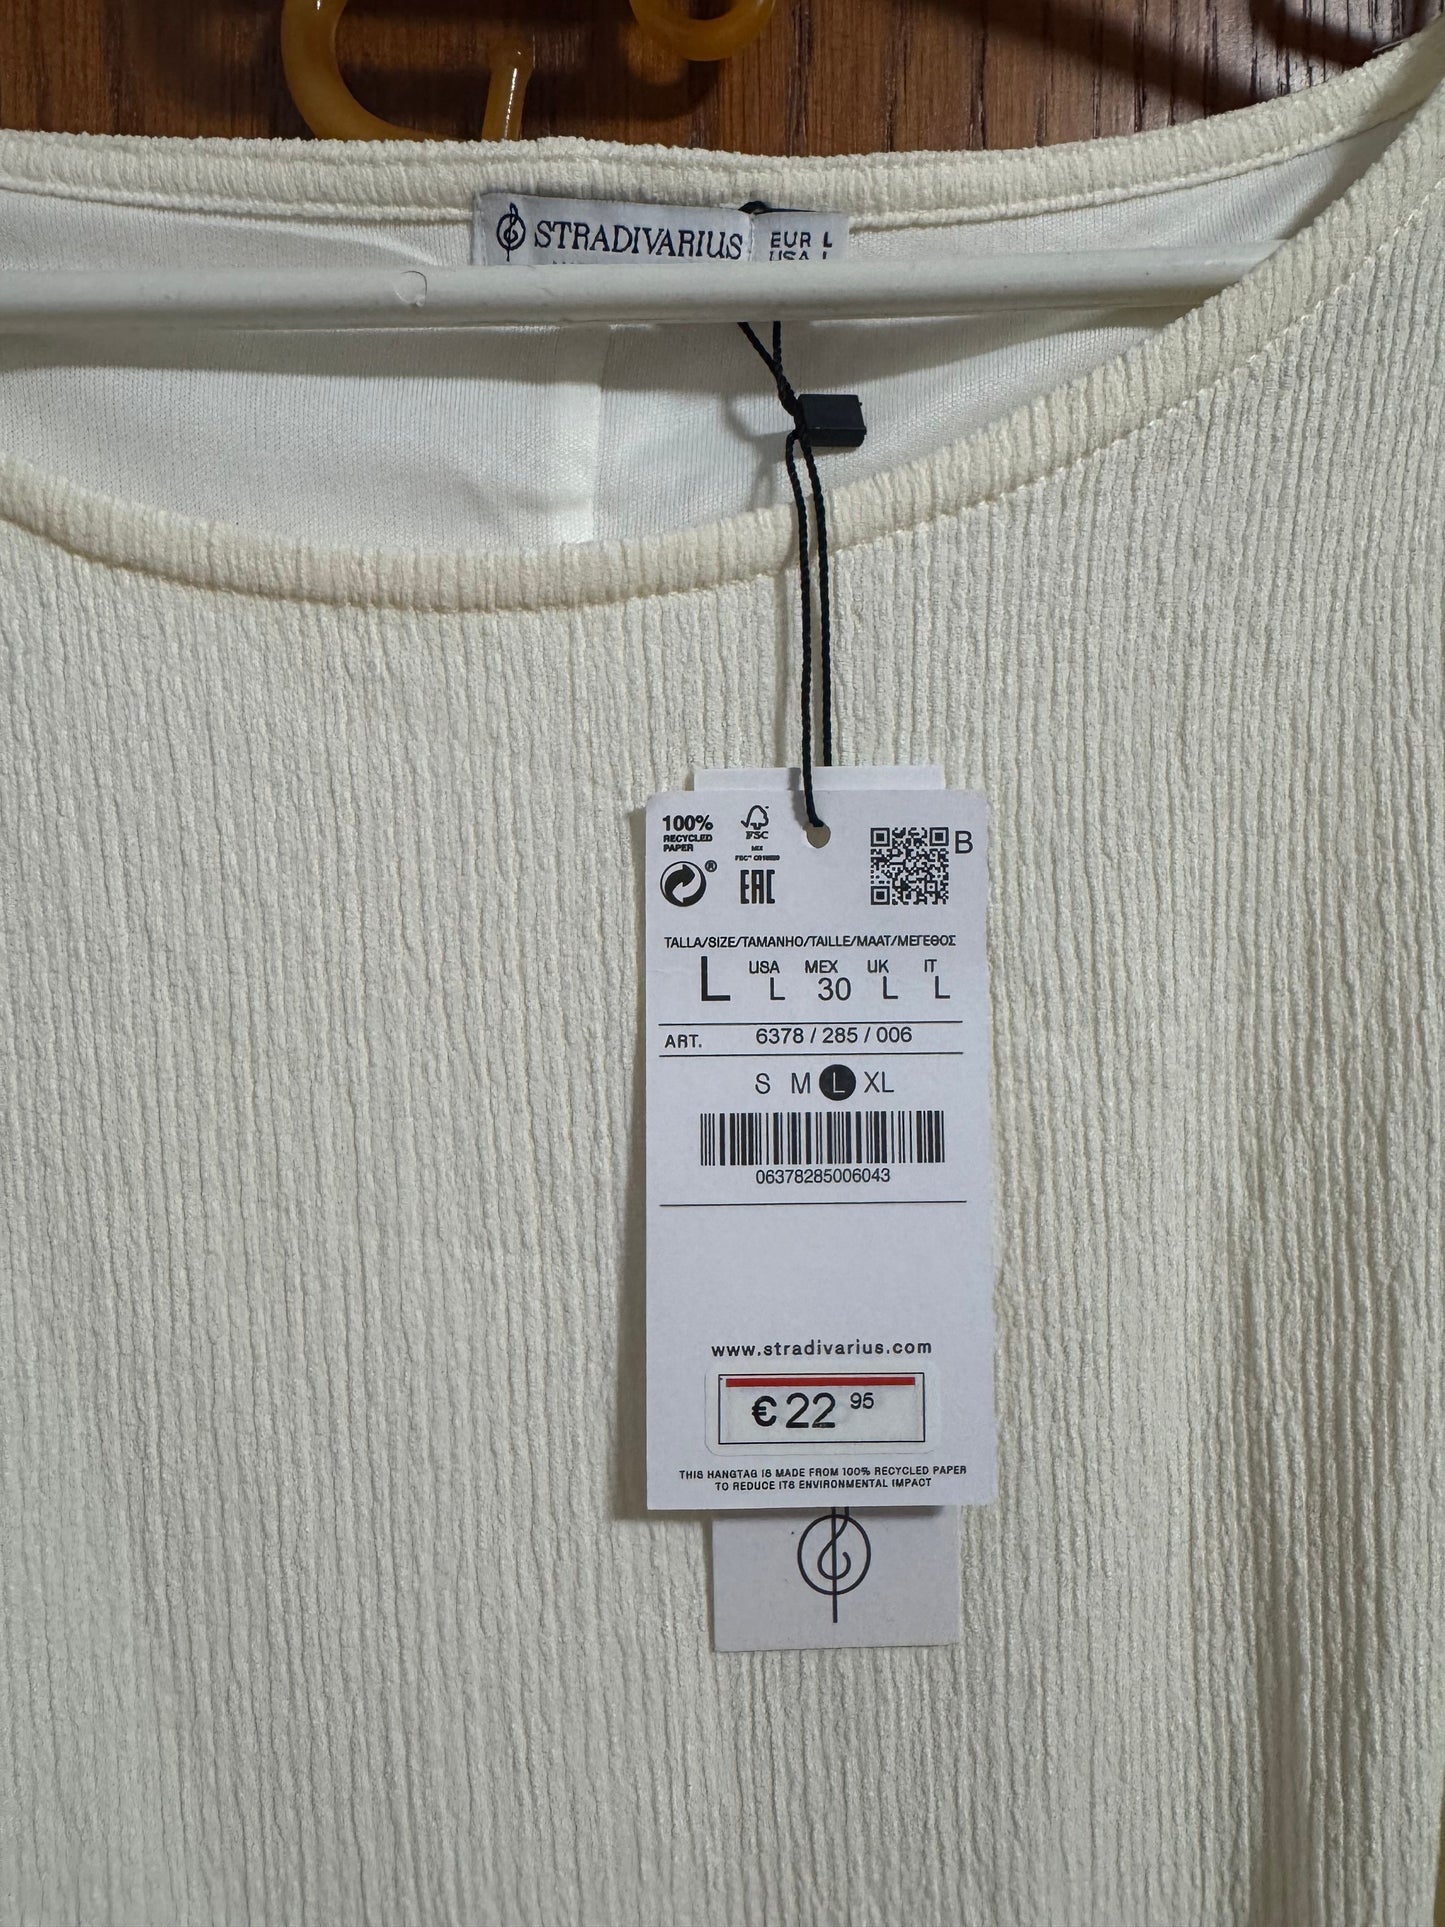 STRADIVARIUS
EUR L
USA L
100%
RECYCLED
PAPER
FSC
MIX
®
EAC
B
TALLA/SIZE/TAMANHO/TAILLE/MAAT/ΜΕΓΕΘΟΣ
L USA L MEX 30 UK L IT L
ART. 6378 / 285 / 006
S M L XL
06378285006043
www.stradivarius.com
€ 22 95
THIS HANGTAG IS MADE FROM 100% RECYCLED PAPER
TO REDUCE ITS ENVIRONMENTAL IMPACT